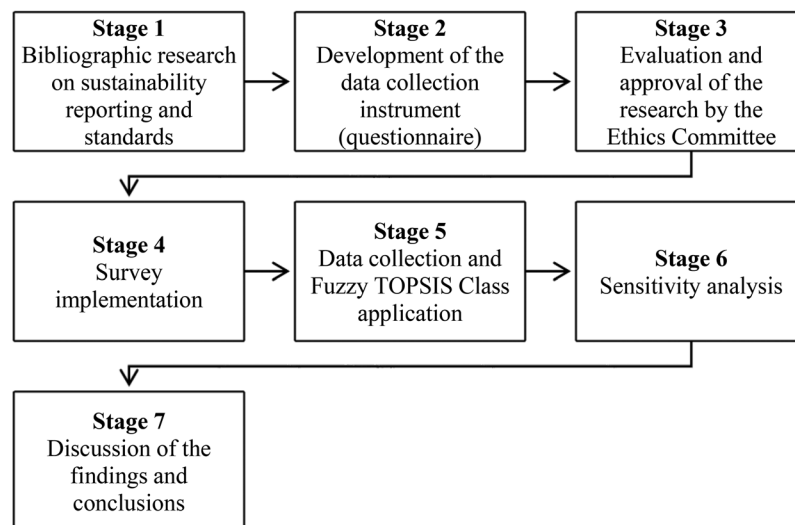 Stage 1
Bibliographic research
on sustainability
reporting and
standards
Stage 2
Development of the
data collection
instrument
(questionnaire)
Stage 3
Evaluation and
approval of the
research by the
Ethics Committee
Stage 4
Survey
implementation
Stage 5
Data collection and
Fuzzy TOPSIS Class
application
Stage 6
Sensitivity analysis
Stage 7
Discussion of the
findings and
conclusions